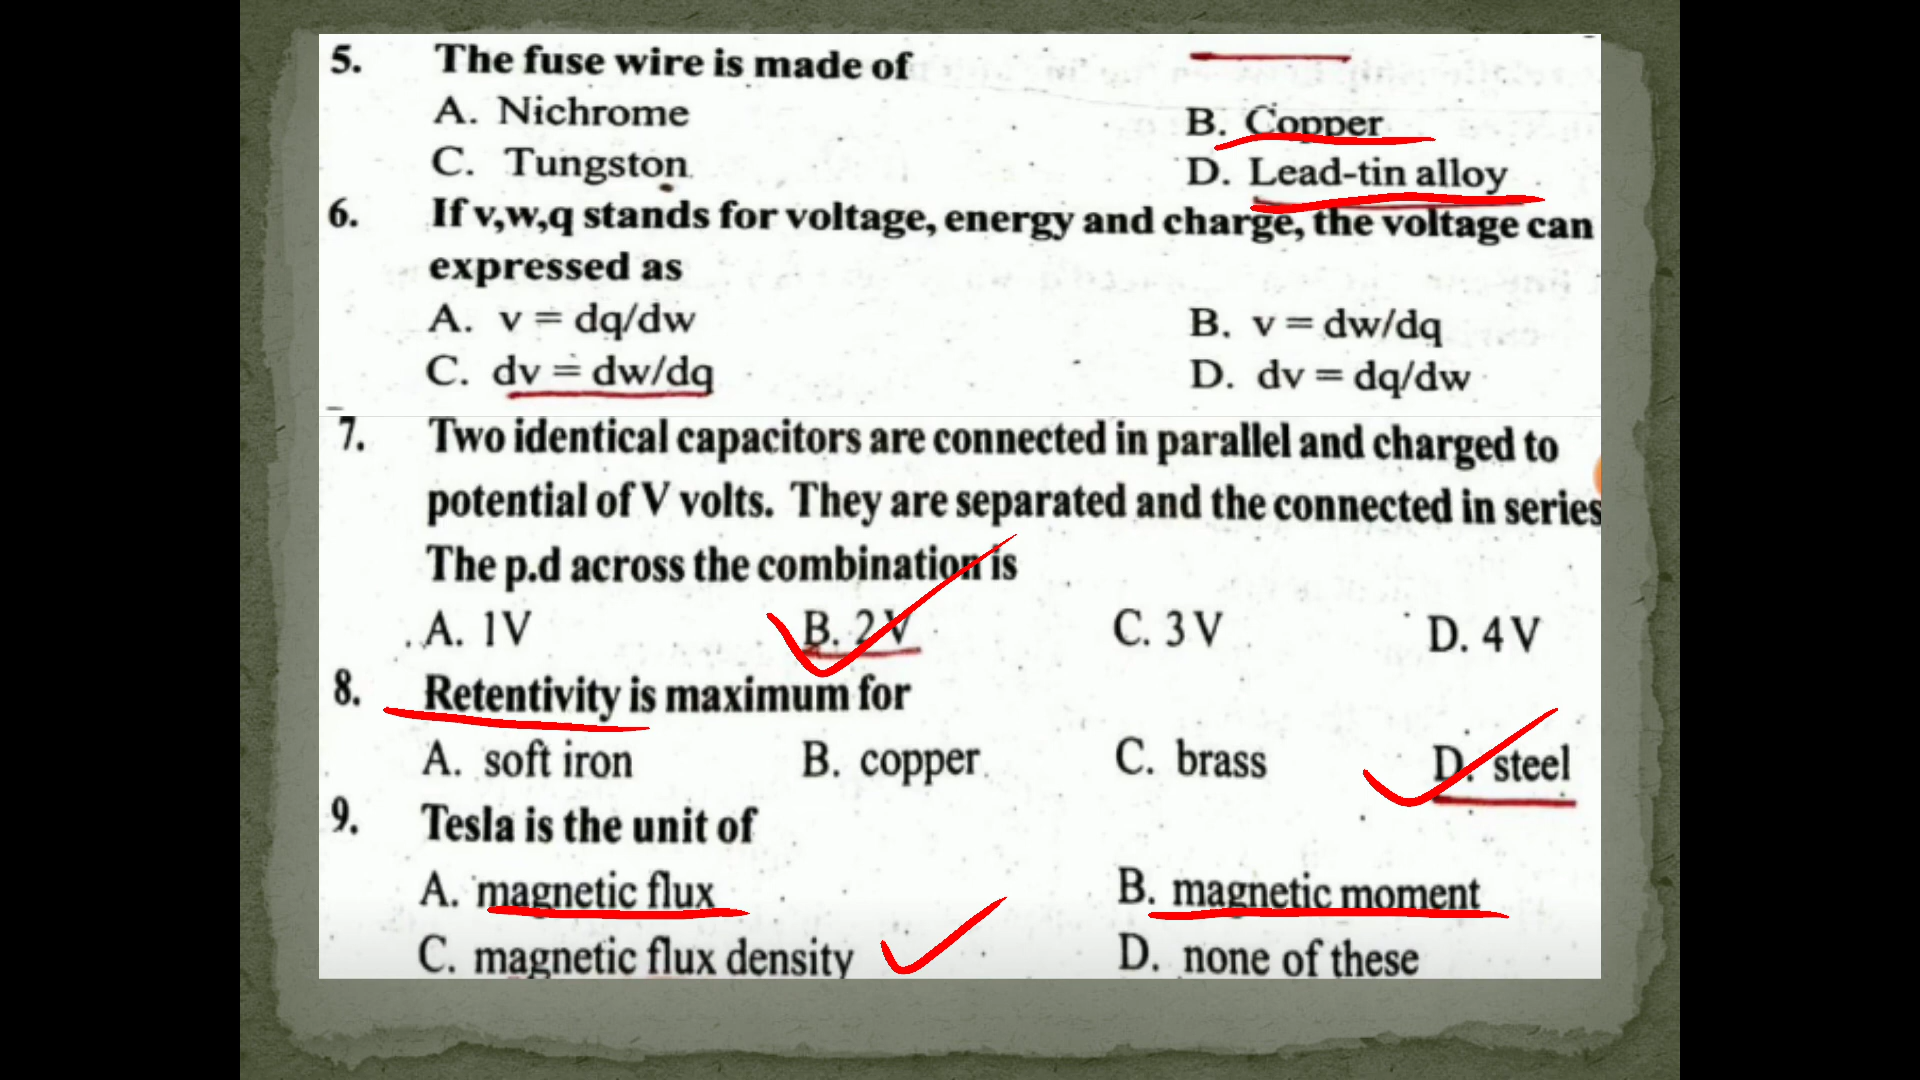 5. The fuse wire is made of
A. Nichrome B. Copper
C. Tungston D. Lead-tin alloy
6. If v,w,q stands for voltage, energy and charge, the voltage can
expressed as
A. v = dq/dw B. v = dw/dq
C. dv = dw/dq D. dv = dq/dw
7. Two identical capacitors are connected in parallel and charged to
potential of V volts. They are separated and the connected in series
The p.d across the combination is
A. 1V B. 2V C. 3V D. 4V
8. Retentivity is maximum for
A. soft iron B. copper C. brass D. steel
9. Tesla is the unit of
A. magnetic flux B. magnetic moment
C. magnetic flux density D. none of these